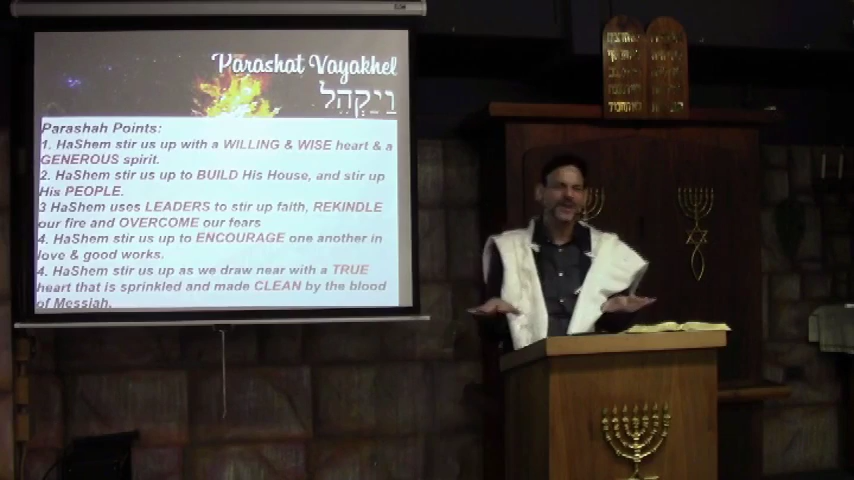 Parashat Vayakhel
וַיַּקְהֵל
Parashah Points:
1. HaShem stir us up with a WILLING & WISE heart & a
GENEROUS spirit.
2. HaShem stir us up to BUILD His House, and stir up
His PEOPLE.
3 HaShem uses LEADERS to stir up faith, REKINDLE
our fire and OVERCOME our fears
4. HaShem stir us up to ENCOURAGE one another in
love & good works.
4. HaShem stir us up as we draw near with a TRUE
heart that is sprinkled and made CLEAN by the blood
of Messiah.